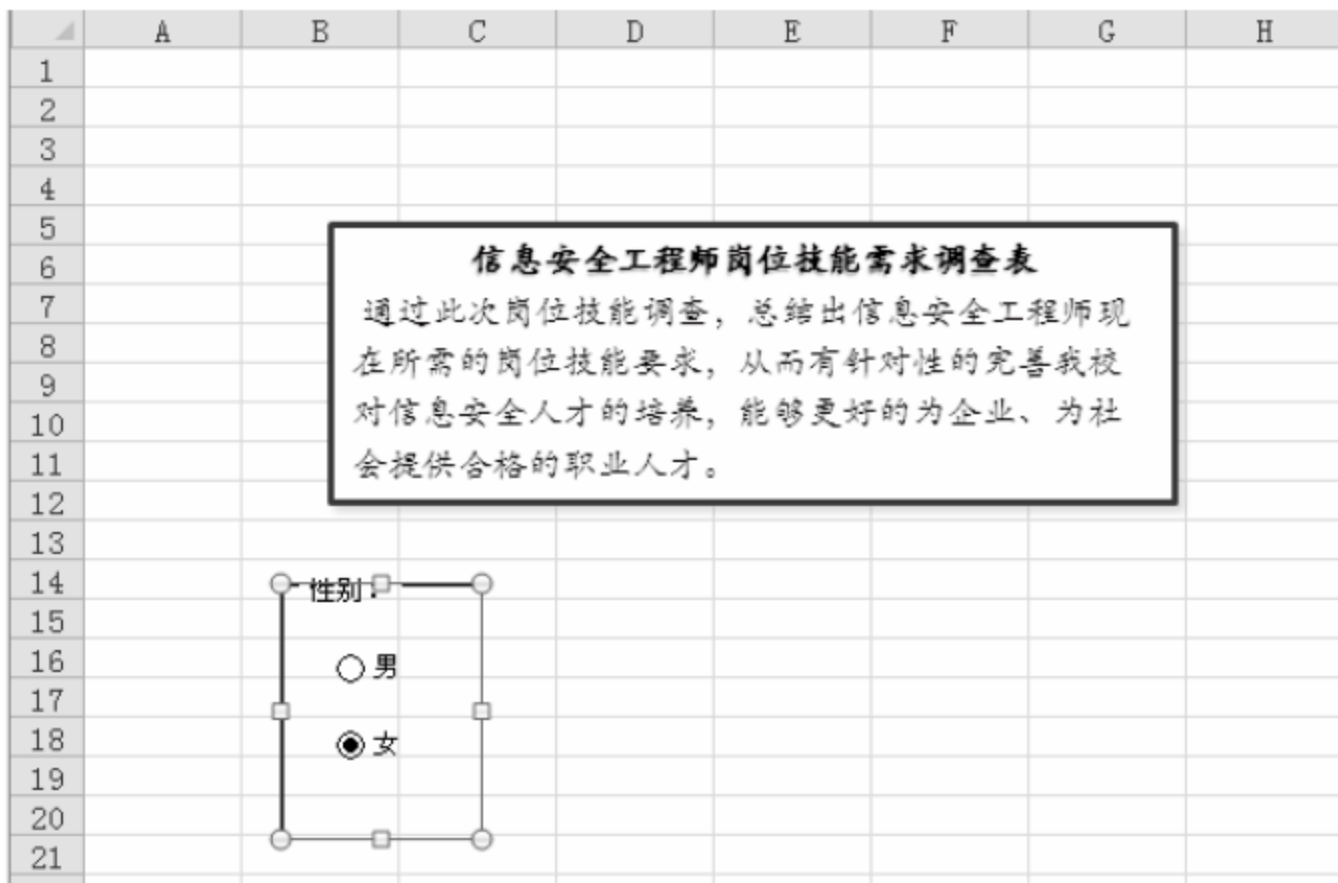 A B C D E F G H
1
2
3
4
5
6
7
8
9
10
11
12
13
14
15
16
17
18
19
20
21
信息安全工程师岗位技能需求调查表
通过此次岗位技能调查，总结出信息安全工程师现
在所需的岗位技能要求，从而有针对性的完善我校
对信息安全人才的培养，能够更好的为企业、为社
会提供合格的职业人才。
性别：
男
女